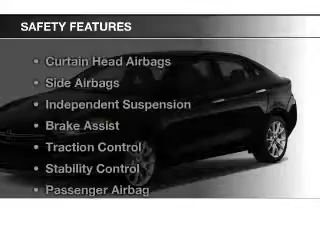 SAFETY FEATURES
• Curtain Head Airbags
• Side Airbags
• Independent Suspension
• Brake Assist
• Traction Control
• Stability Control
• Passenger Airbag